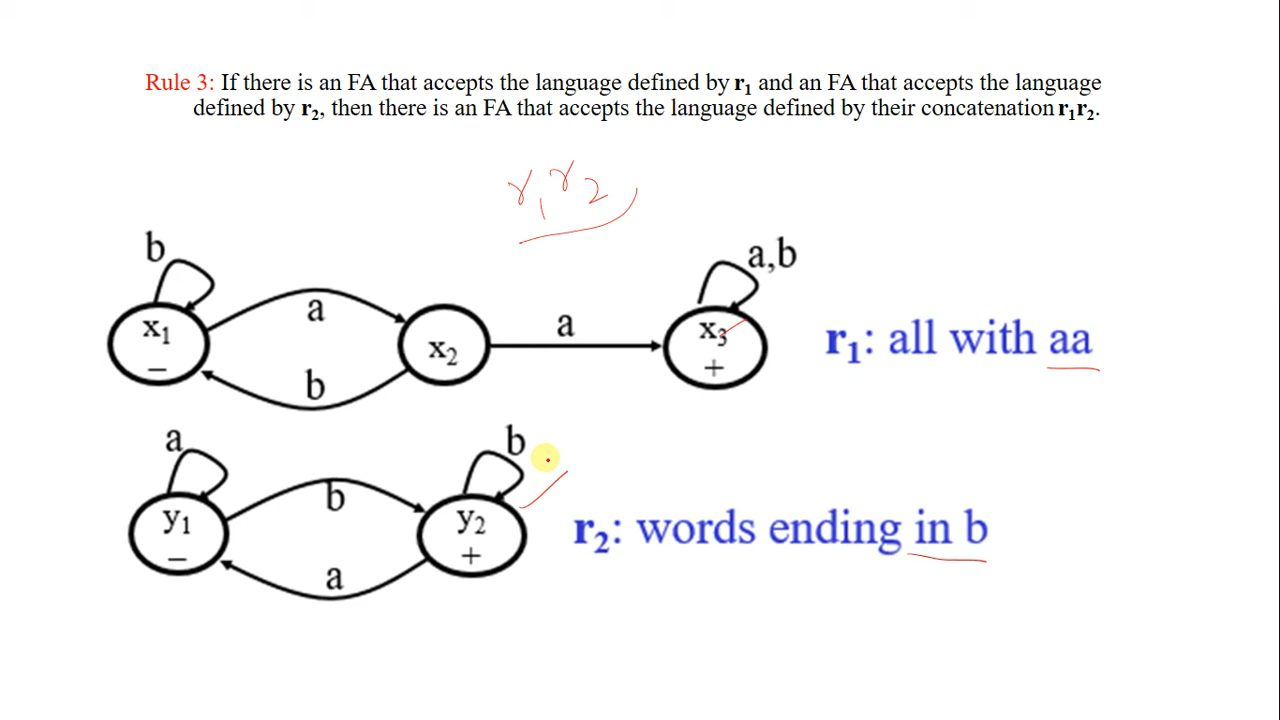 Rule 3: If there is an FA that accepts the language defined by r₁ and an FA that accepts the language
defined by r₂, then there is an FA that accepts the language defined by their concatenation r₁r₂.
r₁r₂
b
a,b
a
a
x₁
x₂
x₃
r₁: all with aa
−
+
b
a
b
b
y₁
y₂
r₂: words ending in b
−
+
a